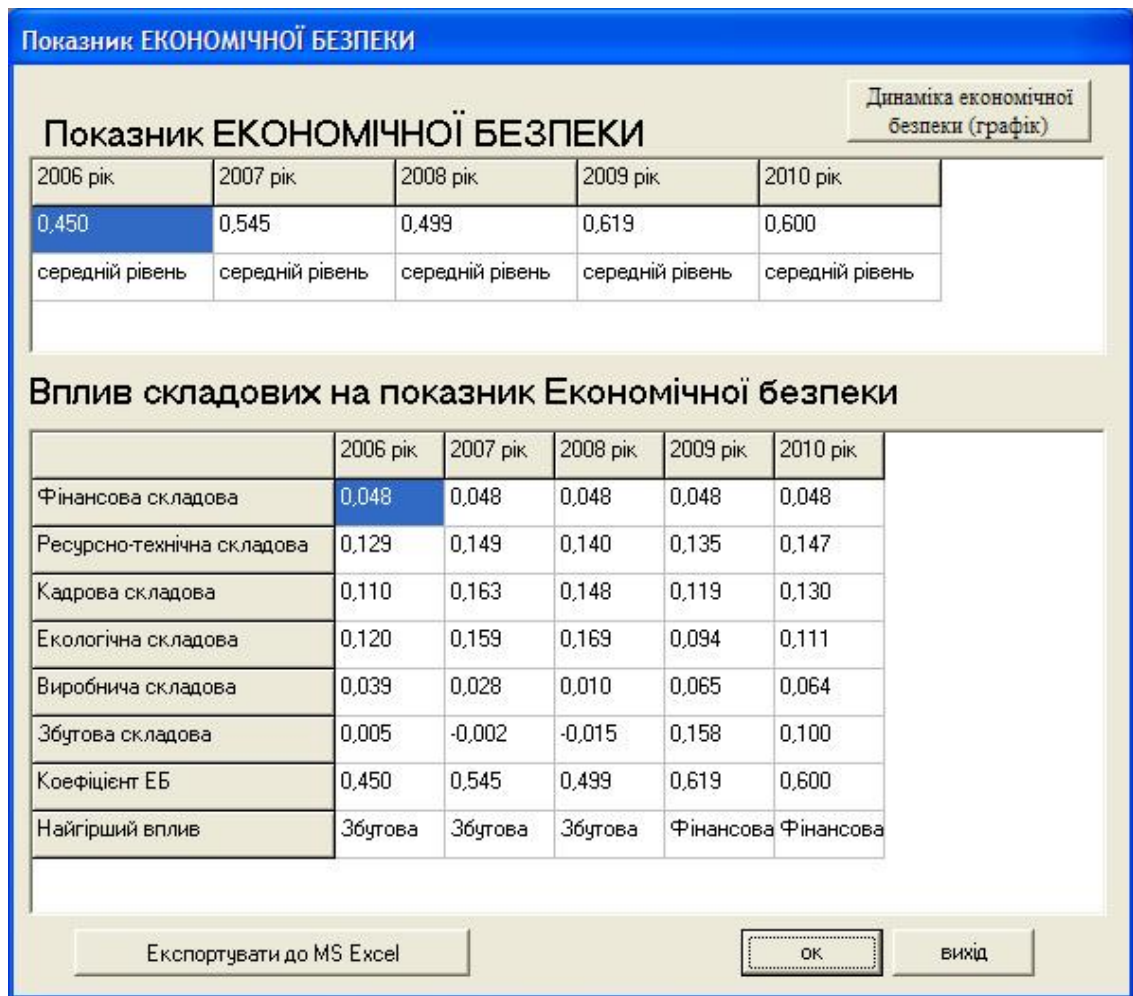 Показник ЕКОНОМІЧНОЇ БЕЗПЕКИ
Динаміка економічної
безпеки (графік)
Показник ЕКОНОМІЧНОЇ БЕЗПЕКИ
2006 рік 2007 рік 2008 рік 2009 рік 2010 рік
0,450 0,545 0,499 0,619 0,600
середній рівень середній рівень середній рівень середній рівень середній рівень
Вплив складових на показник Економічної безпеки
2006 рік 2007 рік 2008 рік 2009 рік 2010 рік
Фінансова складова 0,048 0,048 0,048 0,048 0,048
Ресурсно-технічна складова 0,129 0,149 0,140 0,135 0,147
Кадрова складова 0,110 0,163 0,148 0,119 0,130
Екологічна складова 0,120 0,159 0,169 0,094 0,111
Виробнича складова 0,039 0,028 0,010 0,065 0,064
Збутова складова 0,005 -0,002 -0,015 0,158 0,100
Коефіцієнт ЕБ 0,450 0,545 0,499 0,619 0,600
Найгірший вплив Збутова Збутова Збутова Фінансова Фінансова
Експортувати до MS Excel ок вихід